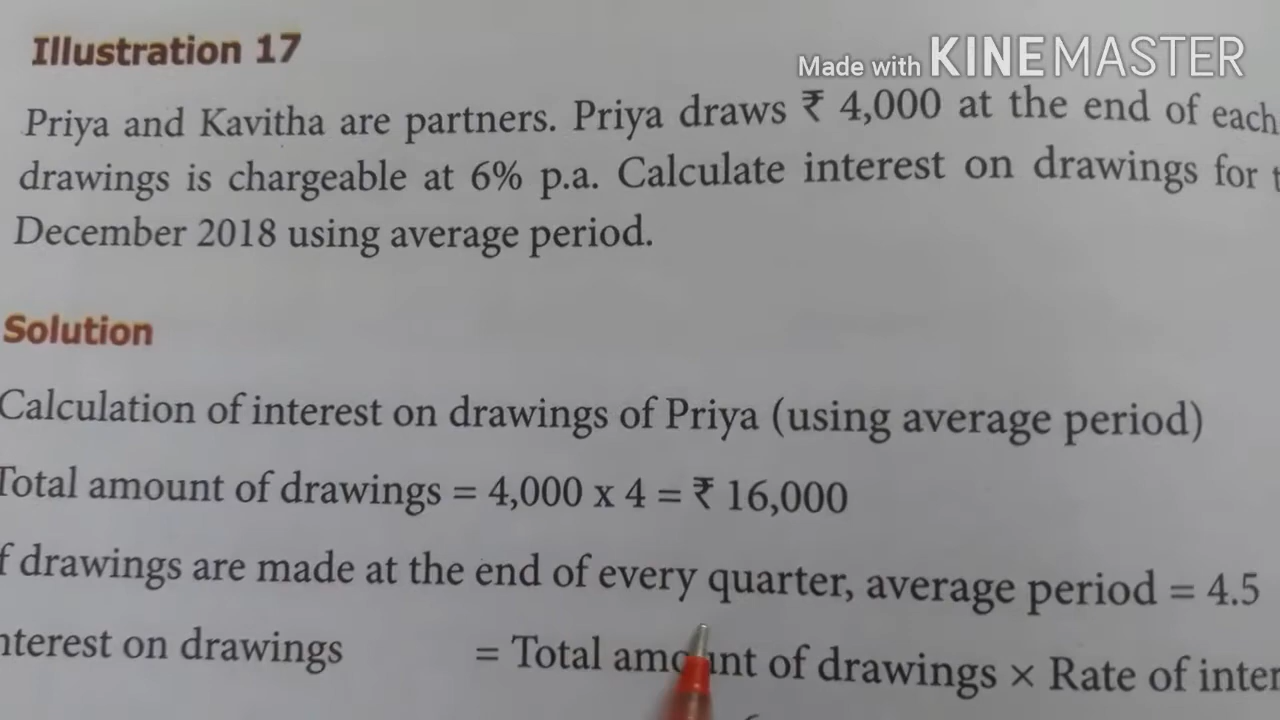 Illustration 17
Made with KINEMASTER
Priya and Kavitha are partners. Priya draws ₹ 4,000 at the end of each
drawings is chargeable at 6% p.a. Calculate interest on drawings for t
December 2018 using average period.
Solution
Calculation of interest on drawings of Priya (using average period)
Total amount of drawings = 4,000 x 4 = ₹ 16,000
f drawings are made at the end of every quarter, average period = 4.5
nterest on drawings = Total amount of drawings × Rate of inter